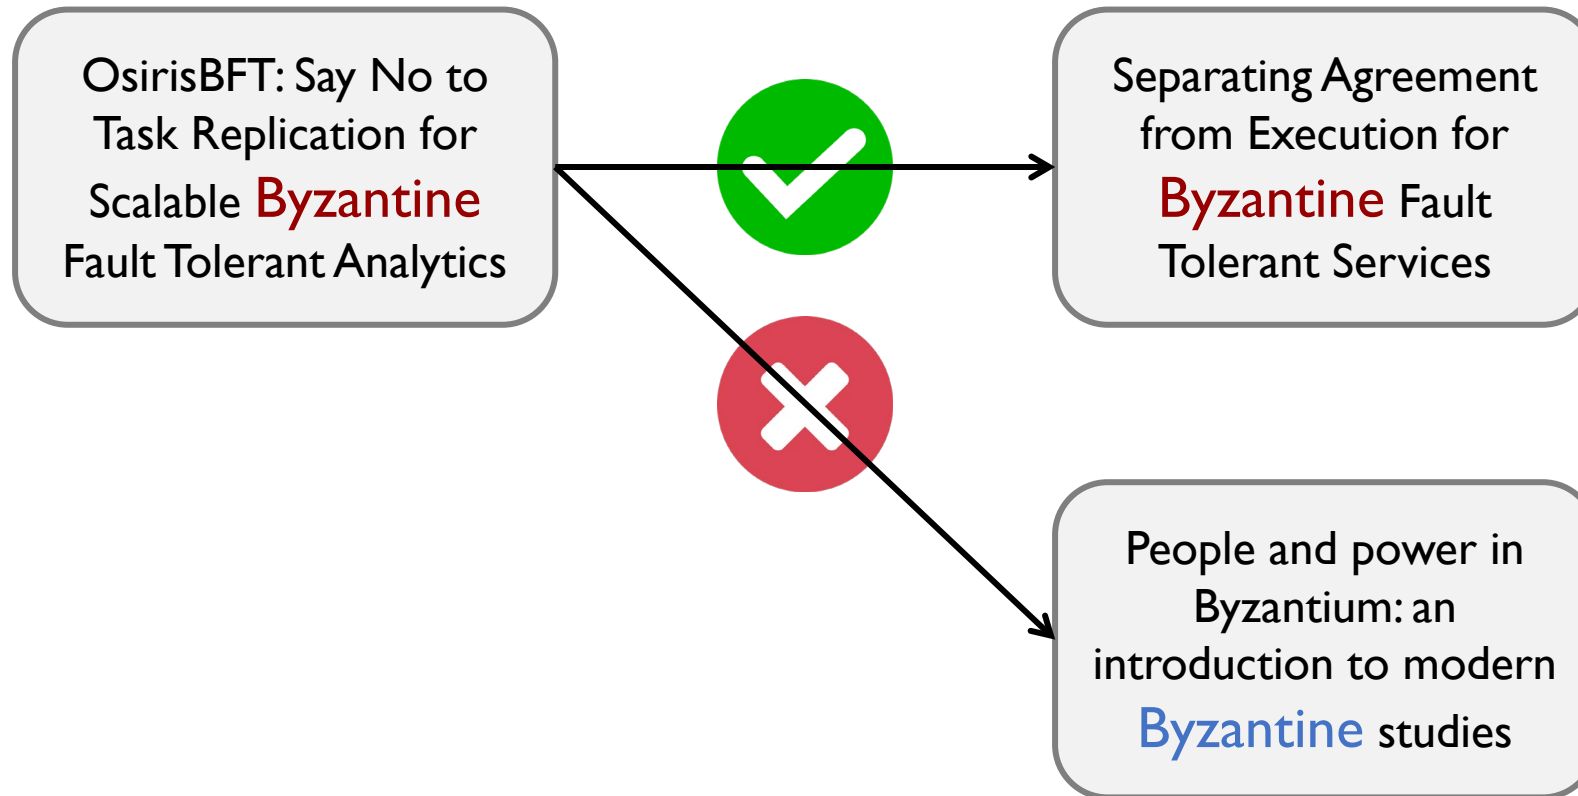 OsirisBFT: Say No to
Task Replication for
Scalable Byzantine
Fault Tolerant Analytics
Separating Agreement
from Execution for
Byzantine Fault
Tolerant Services
People and power in
Byzantium: an
introduction to modern
Byzantine studies